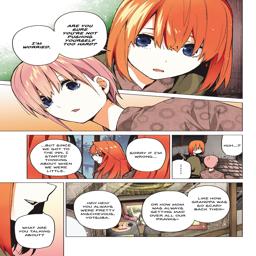 ARE YOU
SURE
YOU'RE NOT
PUSHING
YOURSELF
TOO HARD?
I'M
WORRIED.
HUH...?
SORRY IF I'M
WRONG...
...BUT SINCE
WE GOT TO
THE INN, I
STARTED
THINKING
ABOUT WHEN
WE WERE
LITTLE.
LIKE HOW
GRANDPA WAS
SO SCARY
BACK THEN.
OR HOW MOM
WAS ALWAYS
GETTING MAD
OVER ALL OUR
PRANKS~
HEY HEY!
YOU ALWAYS
WERE PRETTY
MISCHIEVOUS,
YOTSUBA.
WHAT ARE
YOU TALKING
ABOUT?